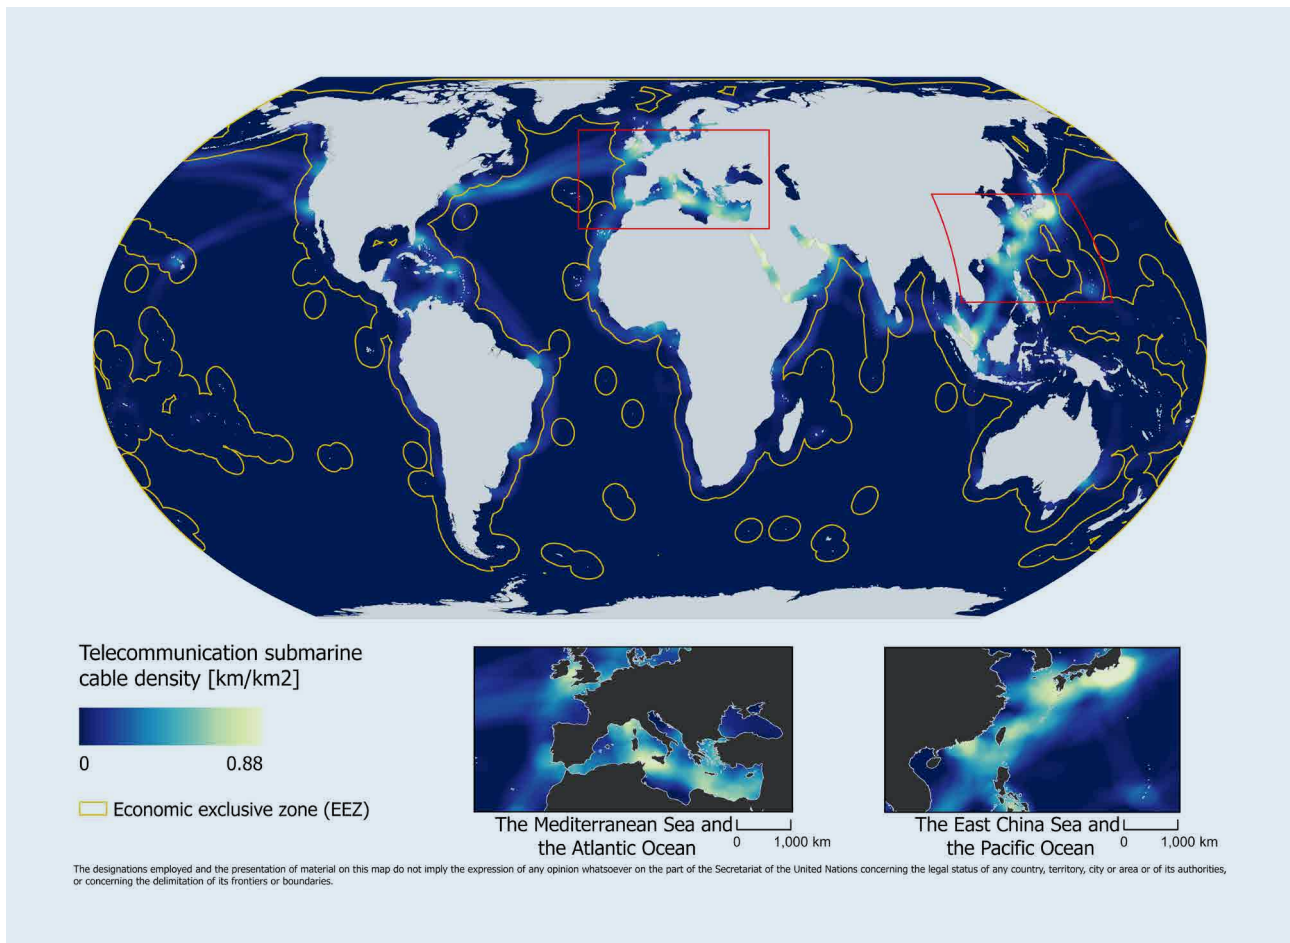 Telecommunication submarine
cable density [km/km2]
0
0.88
Economic exclusive zone (EEZ)
The Mediterranean Sea and
the Atlantic Ocean
0
1,000 km
The East China Sea and
the Pacific Ocean
0
1,000 km
The designations employed and the presentation of material on this map do not imply the expression of any opinion whatsoever on the part of the Secretariat of the United Nations concerning the legal status of any country, territory, city or area or of its authorities,
or concerning the delimitation of its frontiers or boundaries.